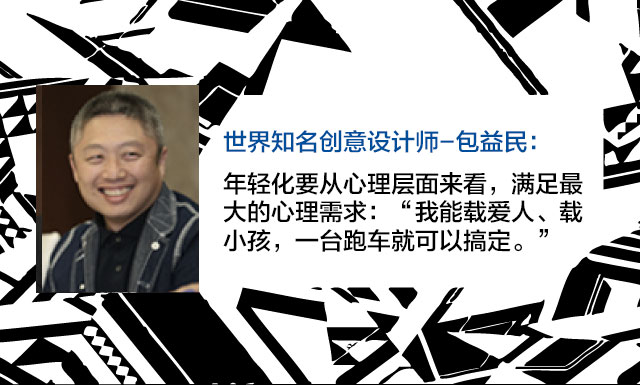 世界知名创意设计师-包益民：
年轻化要从心理层面来看，满足最
大的心理需求：“我能载爱人、载
小孩，一台跑车就可以搞定。”